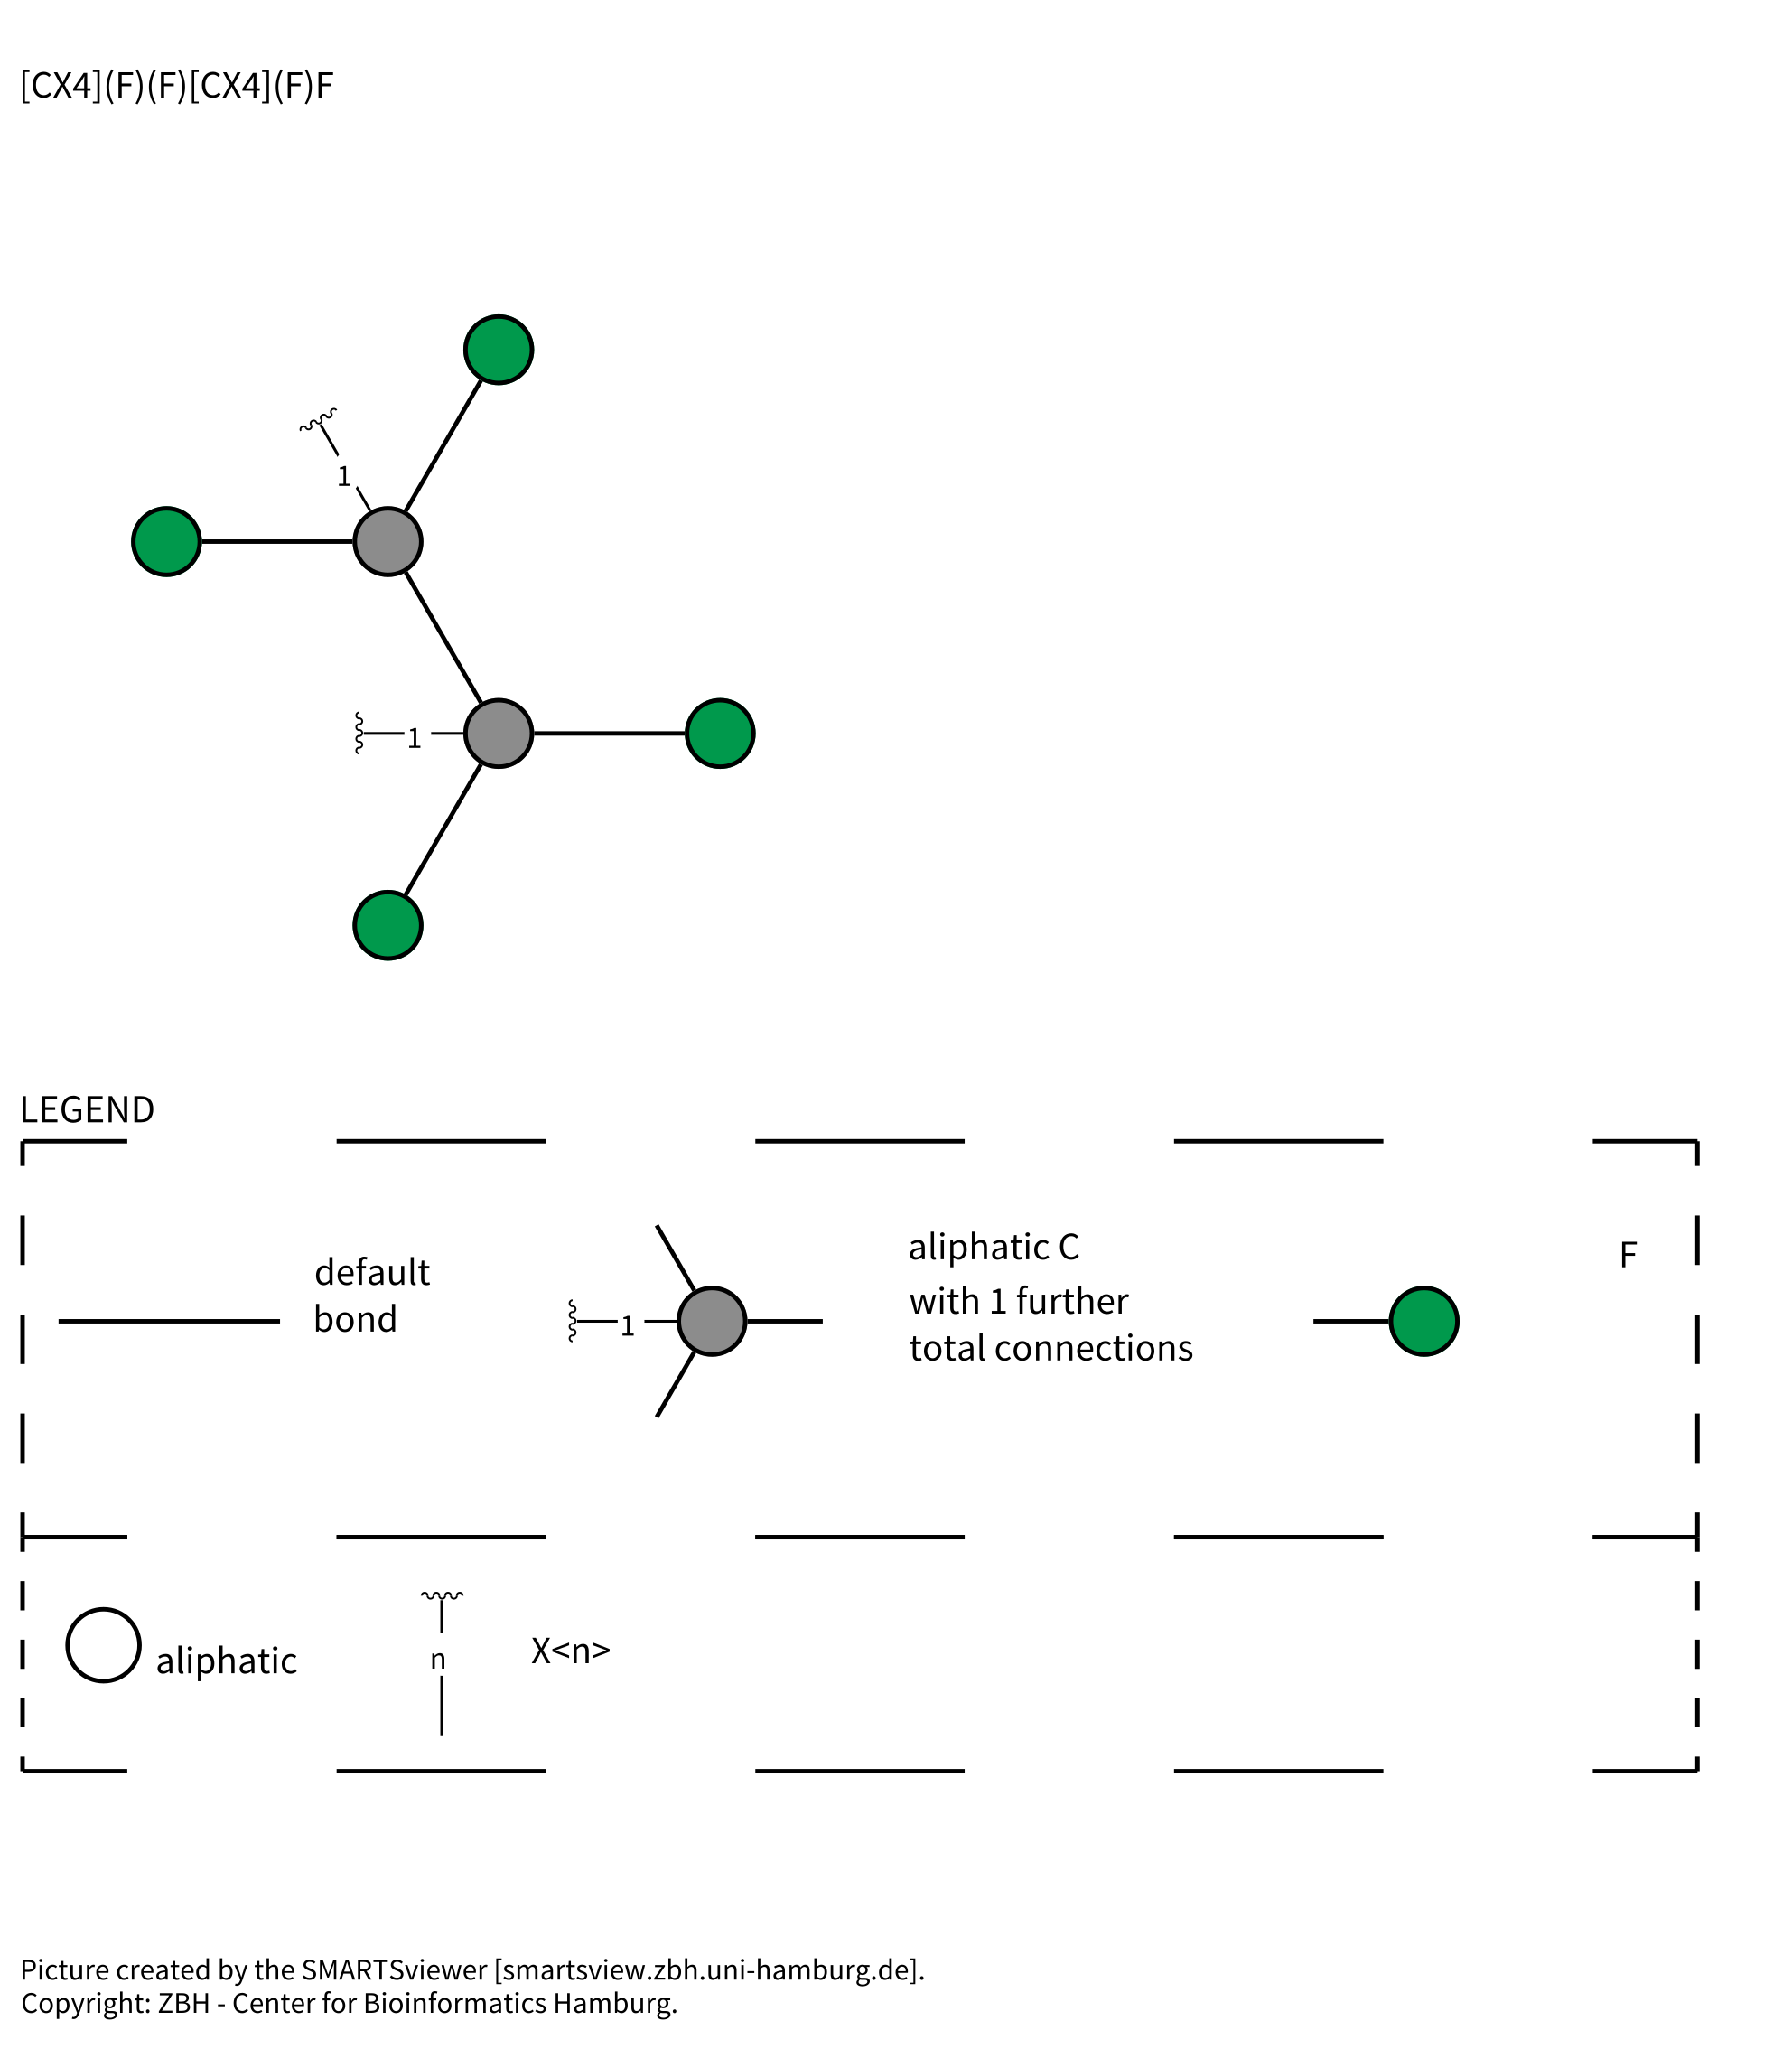 [CX4](F)(F)[CX4](F)F
1
1
LEGEND
default
bond
1
aliphatic C
with 1 further
total connections
F
aliphatic
n
X<n>
Picture created by the SMARTSviewer [smartsview.zbh.uni-hamburg.de].
Copyright: ZBH - Center for Bioinformatics Hamburg.